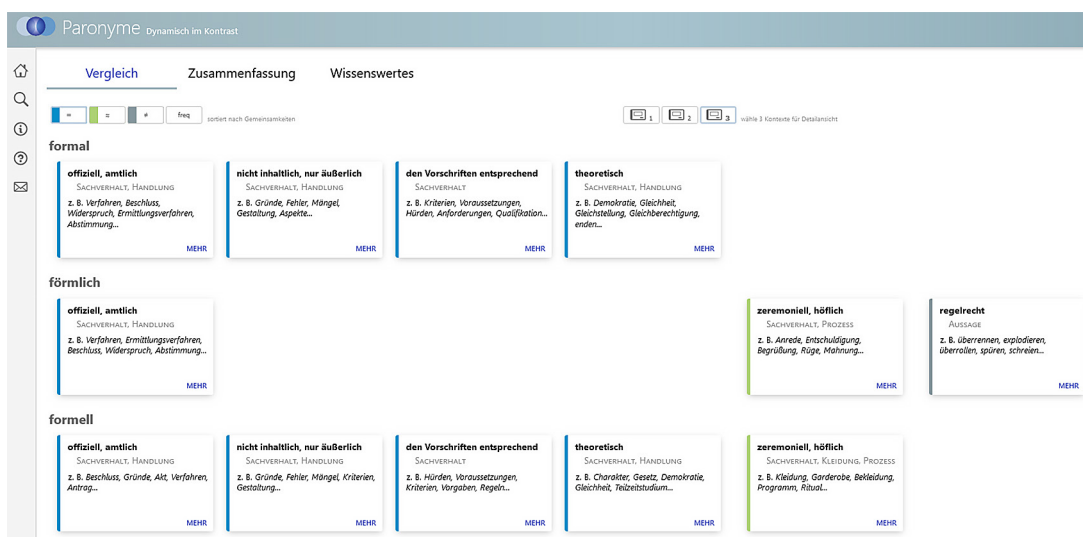 Paronyme Dynamisch im Kontrast
Vergleich Zusammenfassung Wissenswertes
= ≈ ≠ freq sortiert nach Gemeinsamkeiten 1 2 3 wähle 3 Kontexte für Detailansicht
formal
offiziell, amtlich
Sachverhalt, Handlung
z. B. Verfahren, Beschluss,
Widerspruch, Ermittlungsverfahren,
Abstimmung...
MEHR
nicht inhaltlich, nur äußerlich
Sachverhalt, Handlung
z. B. Gründe, Fehler, Mängel,
Gestaltung, Aspekte...
MEHR
den Vorschriften entsprechend
Sachverhalt
z. B. Kriterien, Voraussetzungen,
Hürden, Anforderungen, Qualifikation...
MEHR
theoretisch
Sachverhalt, Handlung
z. B. Demokratie, Gleichheit,
Gleichstellung, Gleichberechtigung,
enden...
MEHR
förmlich
offiziell, amtlich
Sachverhalt, Handlung
z. B. Verfahren, Ermittlungsverfahren,
Beschluss, Widerspruch, Abstimmung...
MEHR
zeremoniell, höflich
Sachverhalt, Prozess
z. B. Anrede, Entschuldigung,
Begrüßung, Rüge, Mahnung...
MEHR
regelrecht
Aussage
z. B. überrennen, explodieren,
überrollen, spüren, schreien...
MEHR
formell
offiziell, amtlich
Sachverhalt, Handlung
z. B. Beschluss, Gründe, Akt, Verfahren,
Antrag...
MEHR
nicht inhaltlich, nur äußerlich
Sachverhalt, Handlung
z. B. Gründe, Fehler, Mängel, Kriterien,
Gestaltung...
MEHR
den Vorschriften entsprechend
Sachverhalt
z. B. Hürden, Voraussetzungen,
Kriterien, Vorgaben, Regeln...
MEHR
theoretisch
Sachverhalt, Handlung
z. B. Charakter, Gesetz, Demokratie,
Gleichheit, Teilzeitstudium...
MEHR
zeremoniell, höflich
Sachverhalt, Kleidung, Prozess
z. B. Kleidung, Garderobe, Bekleidung,
Programm, Ritual...
MEHR